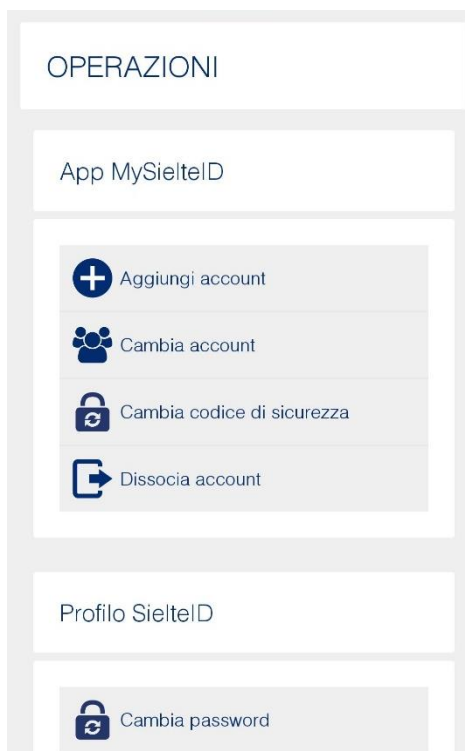 OPERAZIONI
App MySielteID
Aggiungi account
Cambia account
Cambia codice di sicurezza
Dissocia account
Profilo SielteID
Cambia password